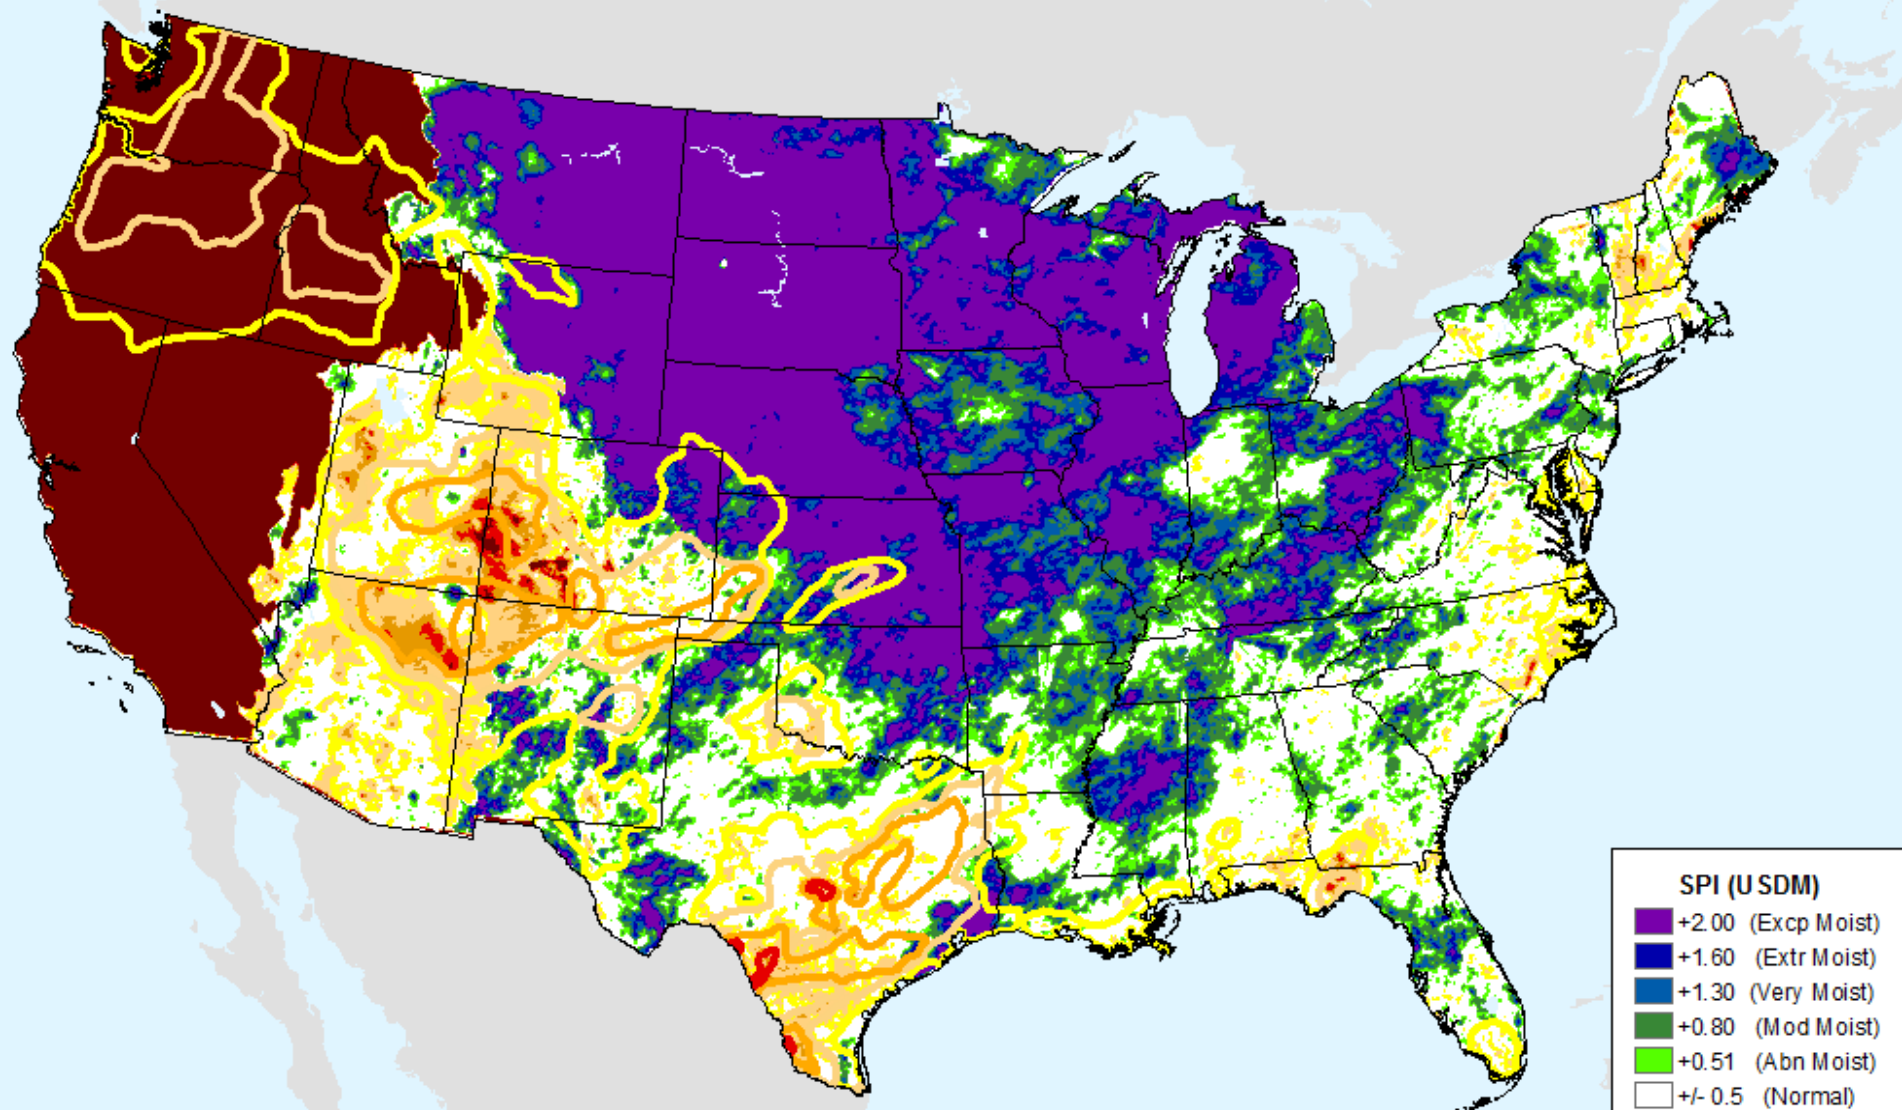 SPI (USDM)
+2.00 (Excp Moist)
+1.60 (Extr Moist)
+1.30 (Very Moist)
+0.80 (Mod Moist)
+0.51 (Abn Moist)
+/- 0.5 (Normal)